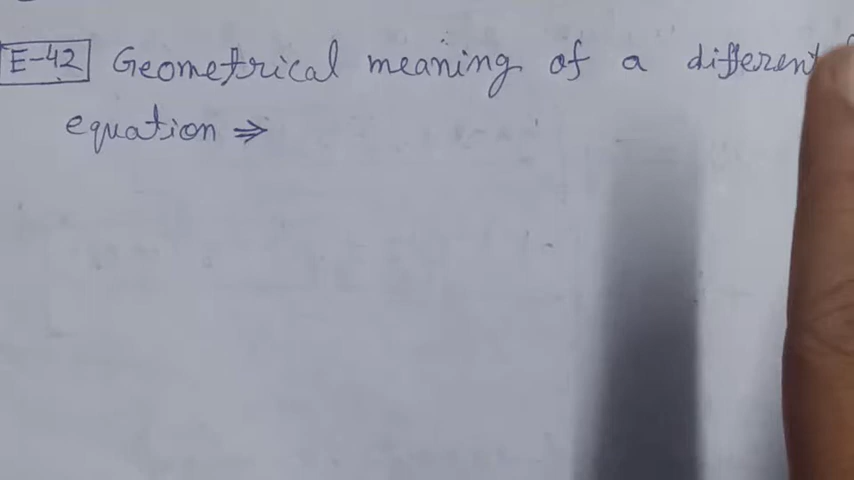 E-42 Geometrical meaning of a different
equation ⇒